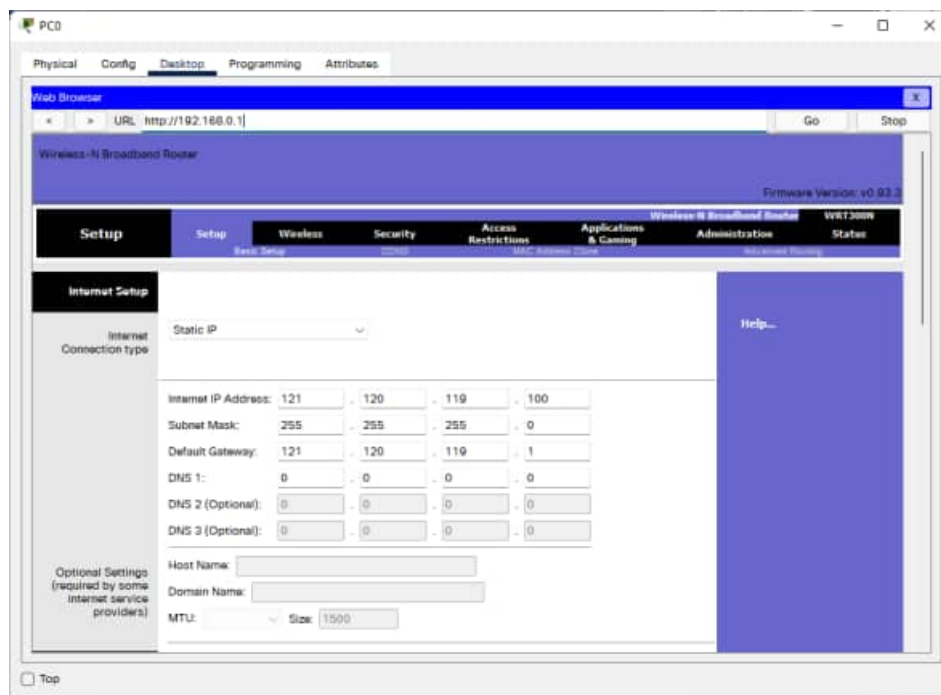 PC0
Physical Config Desktop Programming Attributes
Web Browser X
< > URL http://192.168.0.1 Go Stop
Wireless-N Broadband Router
Firmware Version: v0.93.3
Wireless-N Broadband Router WRT300N
Setup Setup Wireless Security Access Restrictions Applications & Gaming Administration Status
Basic Setup DDNS MAC Address Clone Advanced Routing
Internet Setup
Internet Connection type Static IP Help...
Internet IP Address: 121 . 120 . 119 . 100
Subnet Mask: 255 . 255 . 255 . 0
Default Gateway: 121 . 120 . 119 . 1
DNS 1: 0 . 0 . 0 . 0
DNS 2 (Optional): 0 . 0 . 0 . 0
DNS 3 (Optional): 0 . 0 . 0 . 0
Optional Settings
(required by some
internet service
providers)
Host Name:
Domain Name:
MTU: Size: 1500
Top